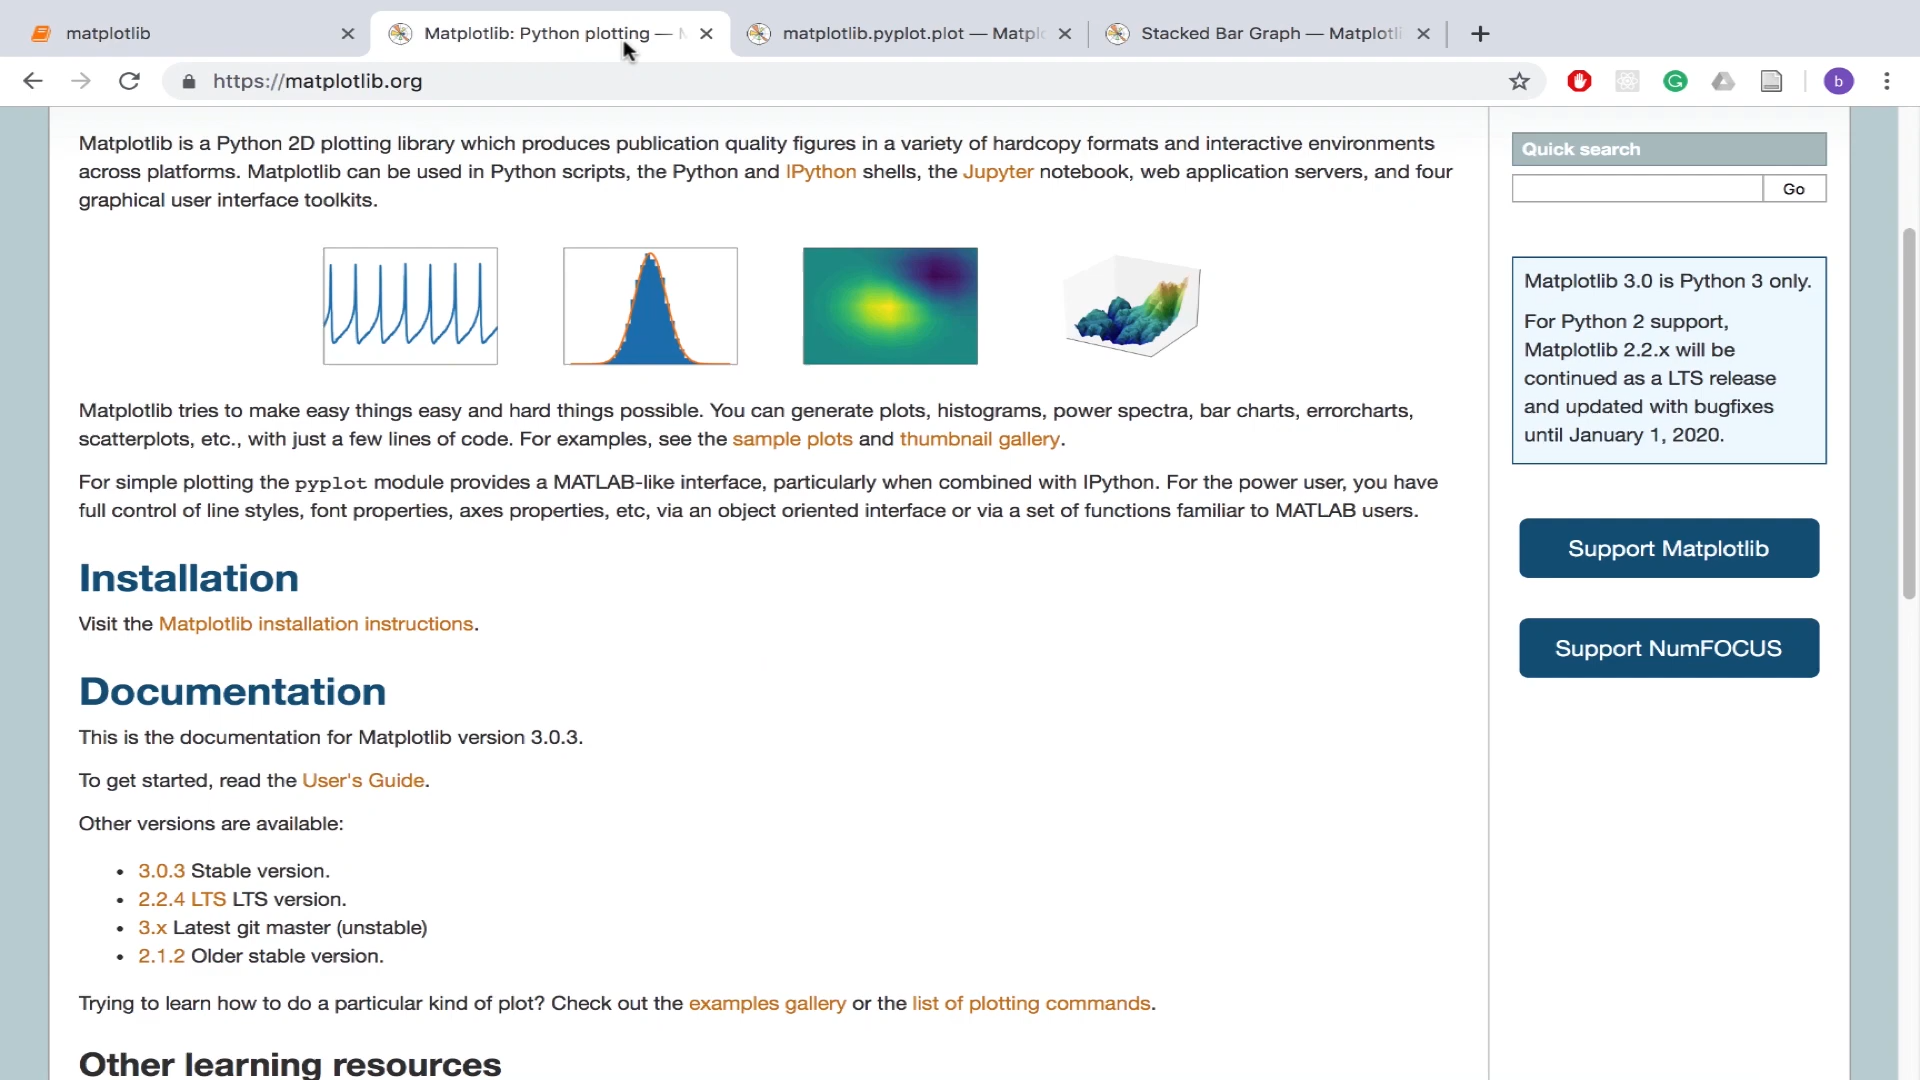 matplotlib
Matplotlib: Python plotting —
matplotlib.pyplot.plot — Matplo
Stacked Bar Graph — Matplotli
https://matplotlib.org
b
Matplotlib is a Python 2D plotting library which produces publication quality figures in a variety of hardcopy formats and interactive environments
across platforms. Matplotlib can be used in Python scripts, the Python and IPython shells, the Jupyter notebook, web application servers, and four
graphical user interface toolkits.
Matplotlib tries to make easy things easy and hard things possible. You can generate plots, histograms, power spectra, bar charts, errorcharts,
scatterplots, etc., with just a few lines of code. For examples, see the sample plots and thumbnail gallery.
For simple plotting the pyplot module provides a MATLAB-like interface, particularly when combined with IPython. For the power user, you have
full control of line styles, font properties, axes properties, etc, via an object oriented interface or via a set of functions familiar to MATLAB users.
Installation
Visit the Matplotlib installation instructions.
Documentation
This is the documentation for Matplotlib version 3.0.3.
To get started, read the User's Guide.
Other versions are available:
• 3.0.3 Stable version.
• 2.2.4 LTS LTS version.
• 3.x Latest git master (unstable)
• 2.1.2 Older stable version.
Trying to learn how to do a particular kind of plot? Check out the examples gallery or the list of plotting commands.
Other learning resources
Quick search
Go
Matplotlib 3.0 is Python 3 only.
For Python 2 support,
Matplotlib 2.2.x will be
continued as a LTS release
and updated with bugfixes
until January 1, 2020.
Support Matplotlib
Support NumFOCUS